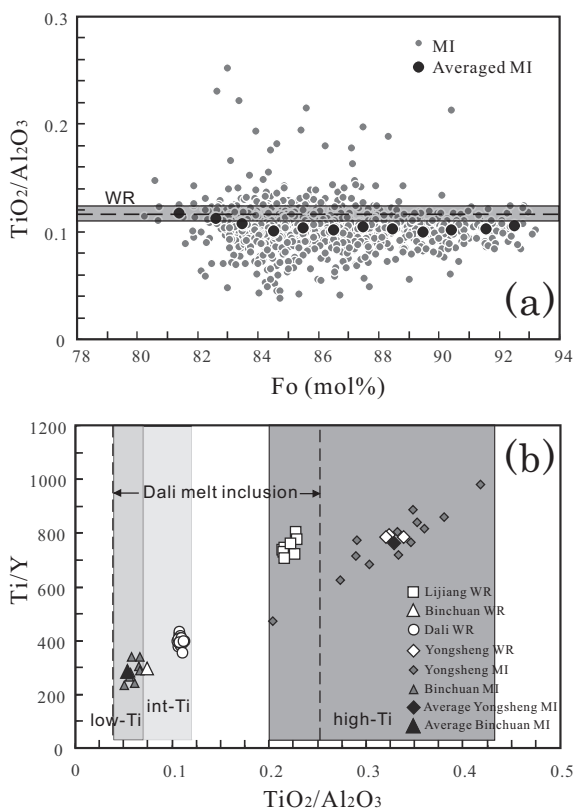 0.3
(a)
MI
Averaged MI
0.2
WR
TiO2/Al2O3
0.1
0
78 80 82 84 86 88 90 92 94
Fo (mol%)
1200
(b)
1000
Dali melt inclusion
800
Ti/Y
600
400
200
0
low-Ti
int-Ti
high-Ti
Lijiang WR
Binchuan WR
Dali WR
Yongsheng WR
Yongsheng MI
Binchuan MI
Average Yongsheng MI
Average Binchuan MI
0 0.1 0.2 0.3 0.4 0.5
TiO2/Al2O3